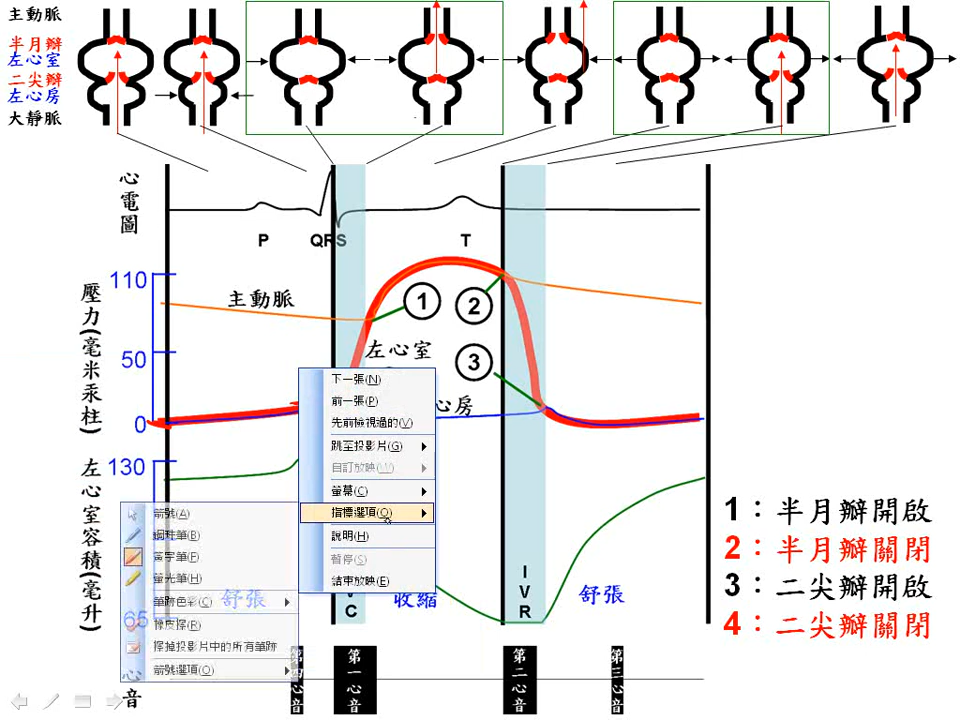 主動脈
半月瓣
左心室
二尖瓣
左心房
大靜脈
心電圖
P
QRS
T
110
壓力(毫米汞柱)
主動脈
1
2
50
左心室
3
心房
0
下一張(N)
前一張(P)
先前檢視過的(V)
跳至投影片(G)
自訂放映(W)
螢幕(C)
指標選項(O)
說明(H)
暫停(S)
結束放映(E)
左心室容積(毫升)
130
箭號(A)
鋼珠筆(B)
簽字筆(F)
螢光筆(H)
筆跡色彩(C)
橡皮擦(R)
擦掉投影片中的所有筆跡
箭號選項(O)
65
舒張
VC
收縮
IVR
舒張
1：半月瓣開啟
2：半月瓣關閉
3：二尖瓣開啟
4：二尖瓣關閉
心音
第四心音
第一心音
第二心音
第三心音